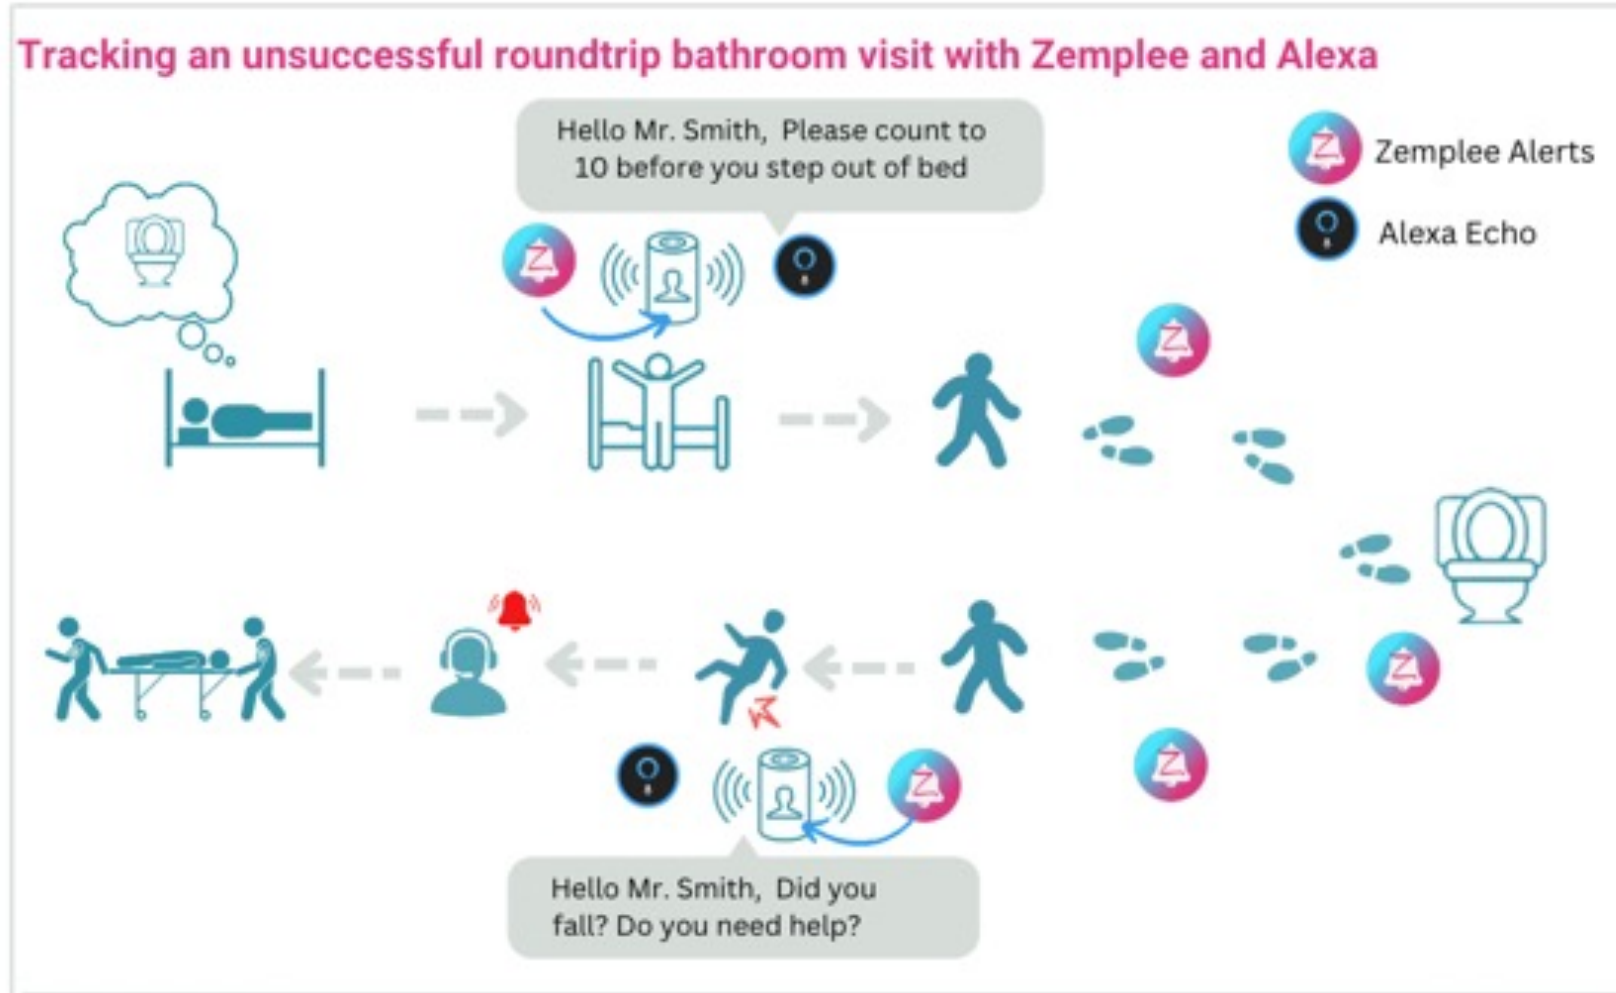 Tracking an unsuccessful roundtrip bathroom visit with Zemplee and Alexa
Hello Mr. Smith, Please count to
10 before you step out of bed
Z Zemplee Alerts
Alexa Echo
Z
Z
Z
Z
Z
Hello Mr. Smith, Did you
fall? Do you need help?